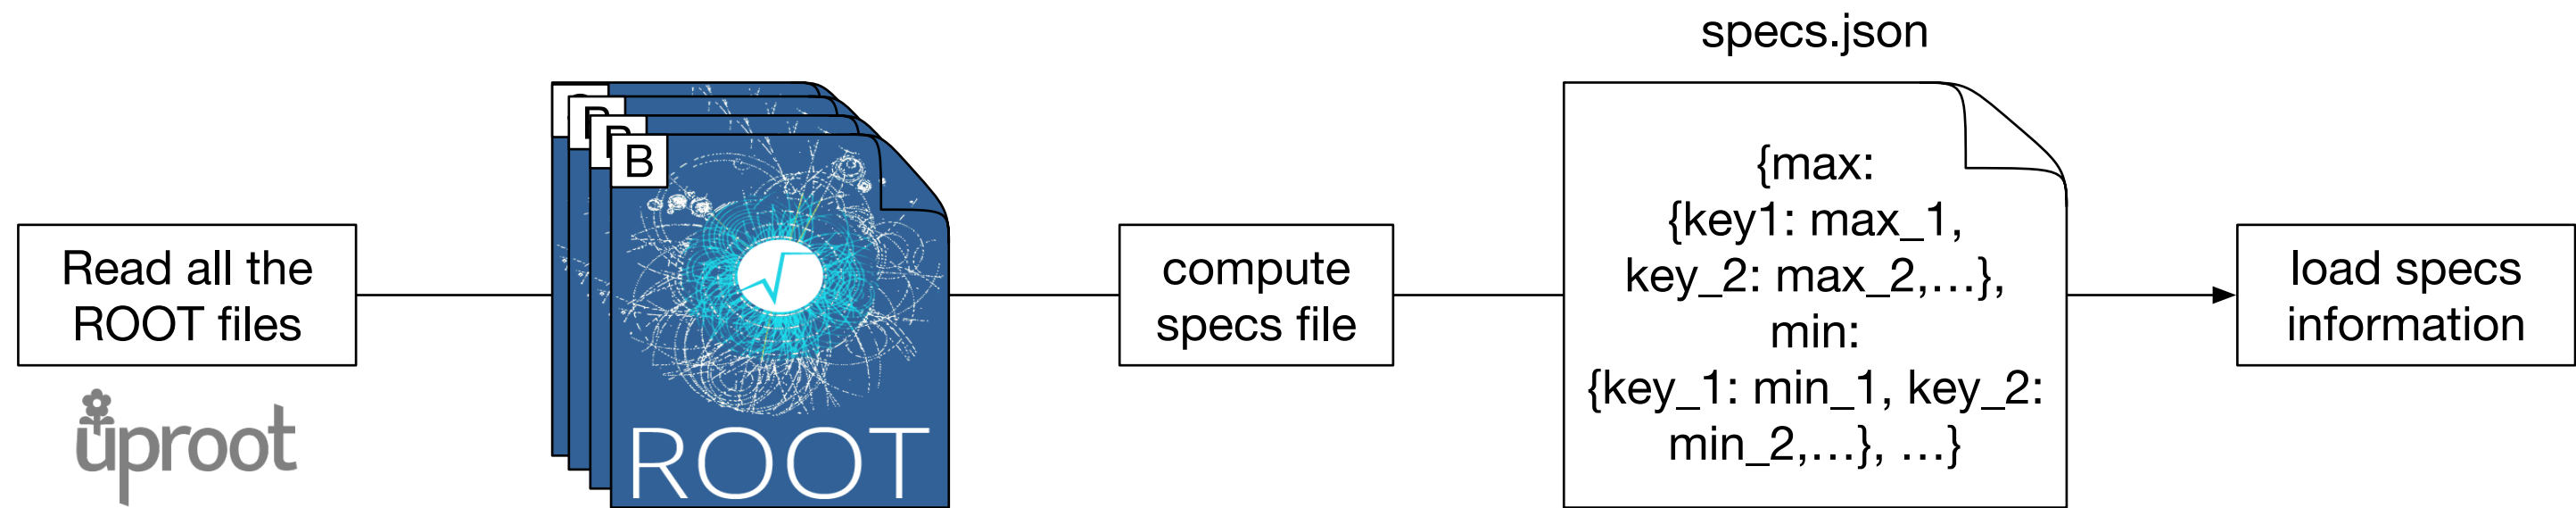 Read all the
ROOT files
uproot
B
ROOT
compute
specs file
specs.json
{max:
{key1: max_1,
key_2: max_2,...},
min:
{key_1: min_1, key_2:
min_2,...}, ...}
load specs
information